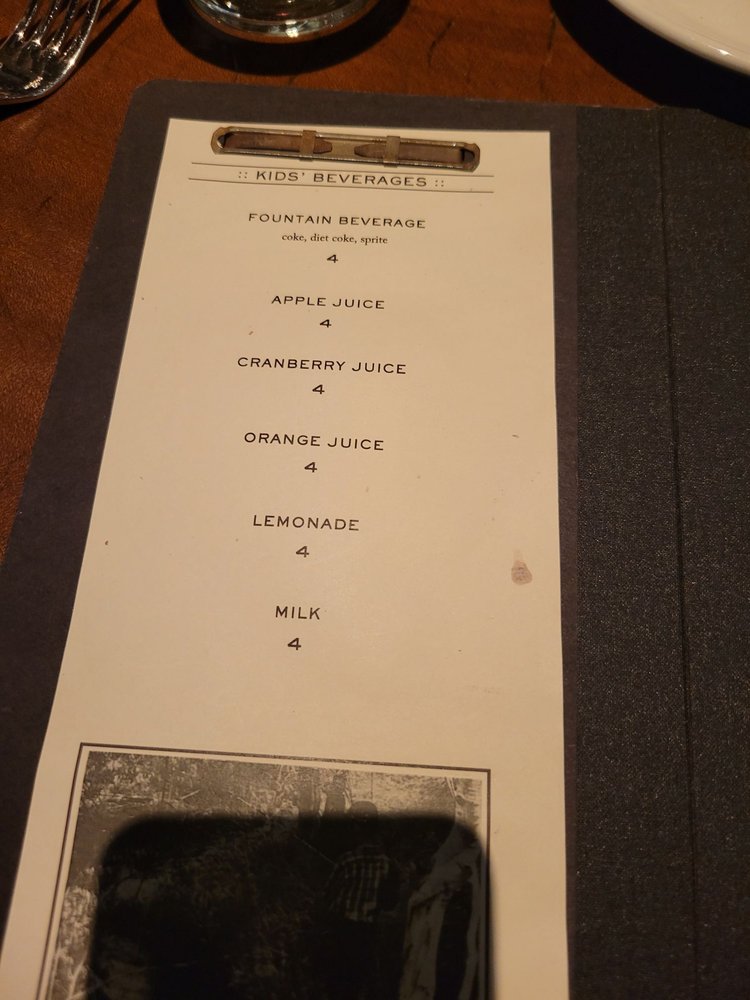 :: KIDS' BEVERAGES ::
FOUNTAIN BEVERAGE
coke, diet coke, sprite
4
APPLE JUICE
4
CRANBERRY JUICE
4
ORANGE JUICE
4
LEMONADE
4
MILK
4